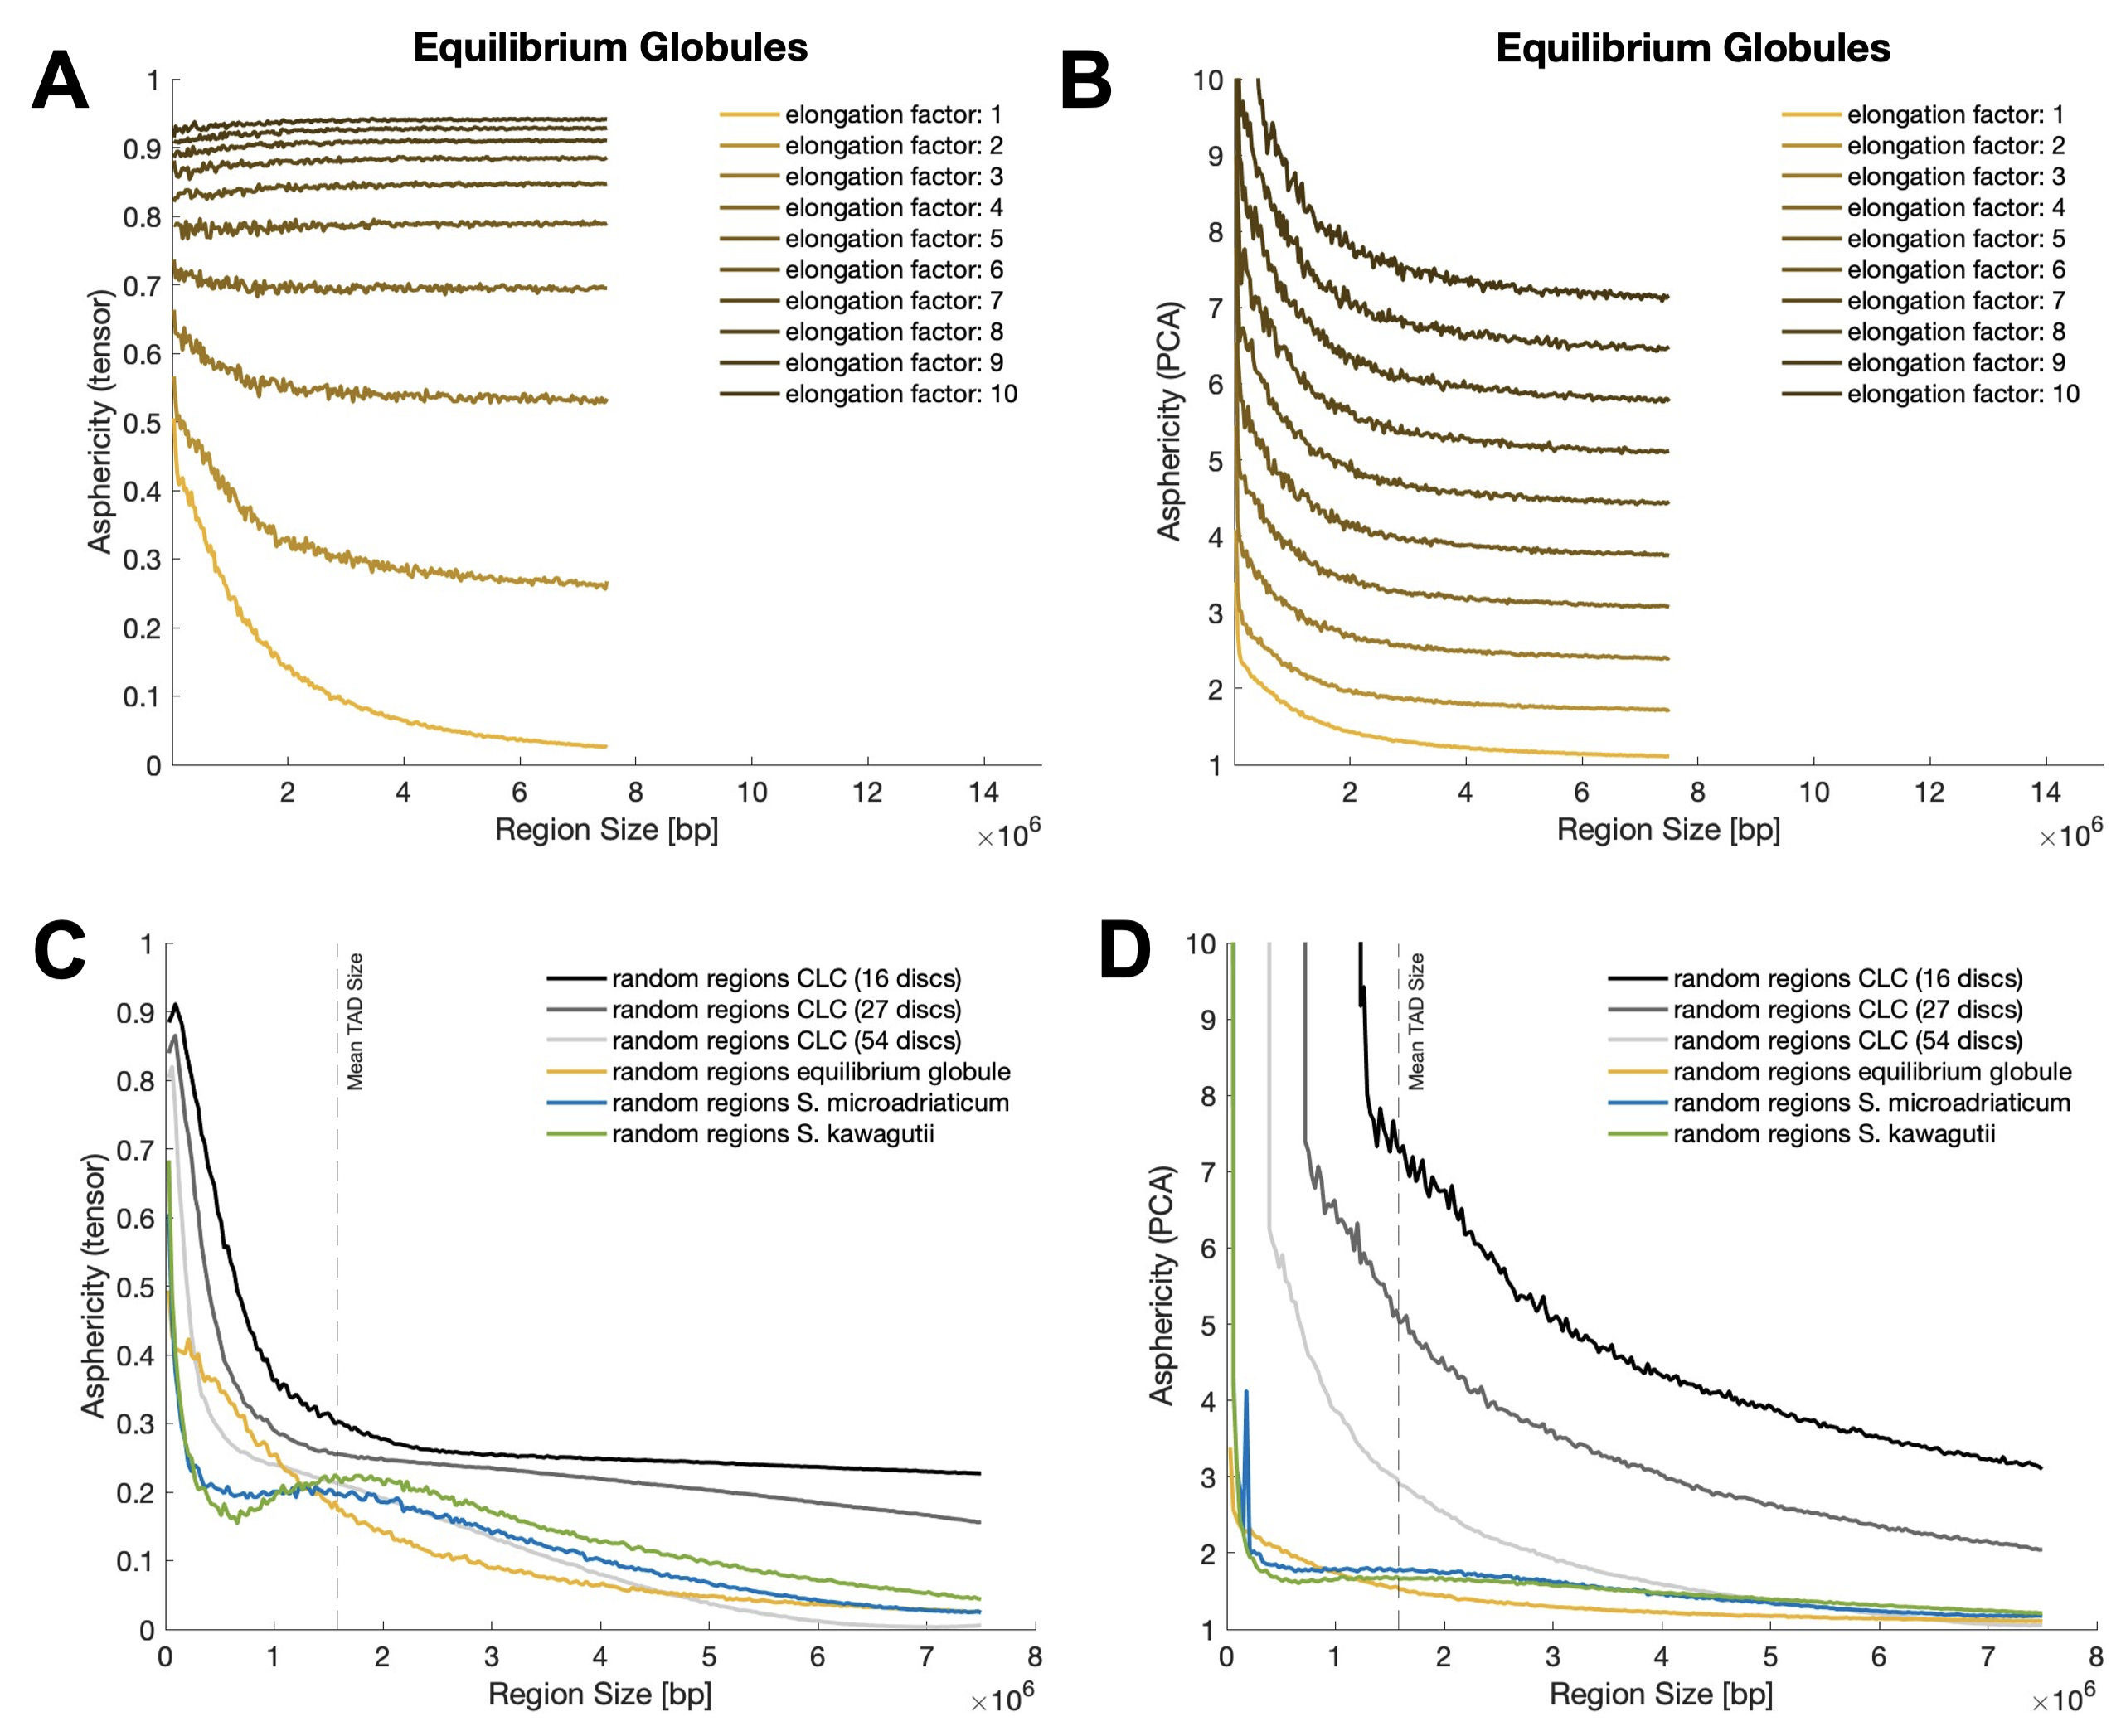 A
Equilibrium Globules
Asphericity (tensor)
1
0.9
0.8
0.7
0.6
0.5
0.4
0.3
0.2
0.1
0
elongation factor: 1
elongation factor: 2
elongation factor: 3
elongation factor: 4
elongation factor: 5
elongation factor: 6
elongation factor: 7
elongation factor: 8
elongation factor: 9
elongation factor: 10
2 4 6 8 10 12 14
Region Size [bp]
×10^6
B
Equilibrium Globules
Asphericity (PCA)
10
9
8
7
6
5
4
3
2
1
elongation factor: 1
elongation factor: 2
elongation factor: 3
elongation factor: 4
elongation factor: 5
elongation factor: 6
elongation factor: 7
elongation factor: 8
elongation factor: 9
elongation factor: 10
2 4 6 8 10 12 14
Region Size [bp]
×10^6
C
Asphericity (tensor)
1
0.9
0.8
0.7
0.6
0.5
0.4
0.3
0.2
0.1
0
Mean TAD Size
random regions CLC (16 discs)
random regions CLC (27 discs)
random regions CLC (54 discs)
random regions equilibrium globule
random regions S. microadriaticum
random regions S. kawagutii
0 1 2 3 4 5 6 7 8
Region Size [bp]
×10^6
D
Asphericity (PCA)
10
9
8
7
6
5
4
3
2
1
Mean TAD Size
random regions CLC (16 discs)
random regions CLC (27 discs)
random regions CLC (54 discs)
random regions equilibrium globule
random regions S. microadriaticum
random regions S. kawagutii
0 1 2 3 4 5 6 7 8
Region Size [bp]
×10^6